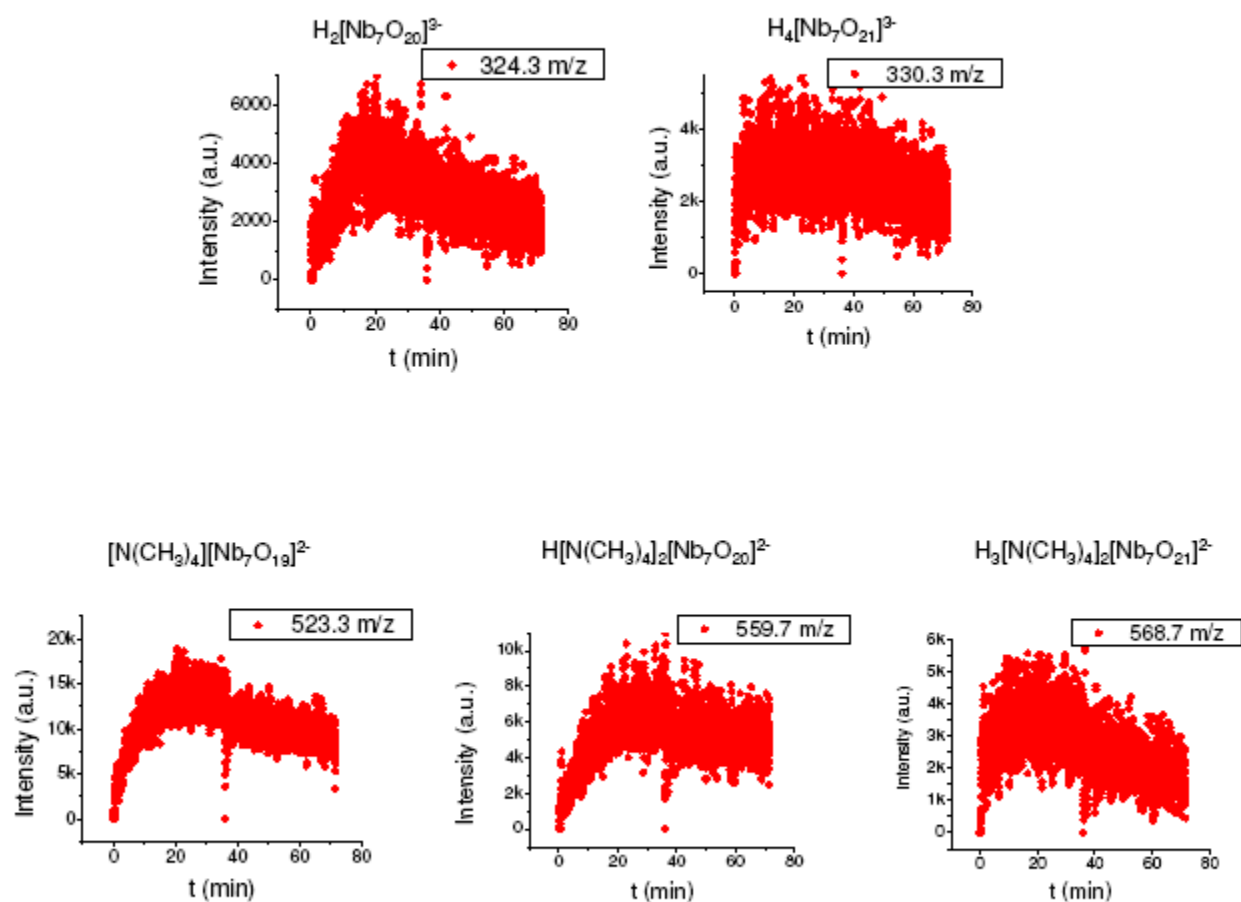 H₂[Nb₇O₂₀]³⁻
324.3 m/z
Intensity (a.u.)
6000
4000
2000
0
0 20 40 60 80
t (min)
H₄[Nb₇O₂₁]³⁻
330.3 m/z
Intensity (a.u.)
4k
2k
0
0 20 40 60 80
t (min)
[N(CH₃)₄][Nb₇O₁₉]²⁻
523.3 m/z
Intensity (a.u.)
20k
15k
10k
5k
0
0 20 40 60 80
t (min)
H[N(CH₃)₄]₂[Nb₇O₂₀]²⁻
559.7 m/z
Intensity (a.u.)
10k
8k
6k
4k
2k
0
0 20 40 60 80
t (min)
H₃[N(CH₃)₄]₂[Nb₇O₂₁]²⁻
568.7 m/z
Intensity (a.u.)
6k
5k
4k
3k
2k
1k
0
0 20 40 60 80
t (min)